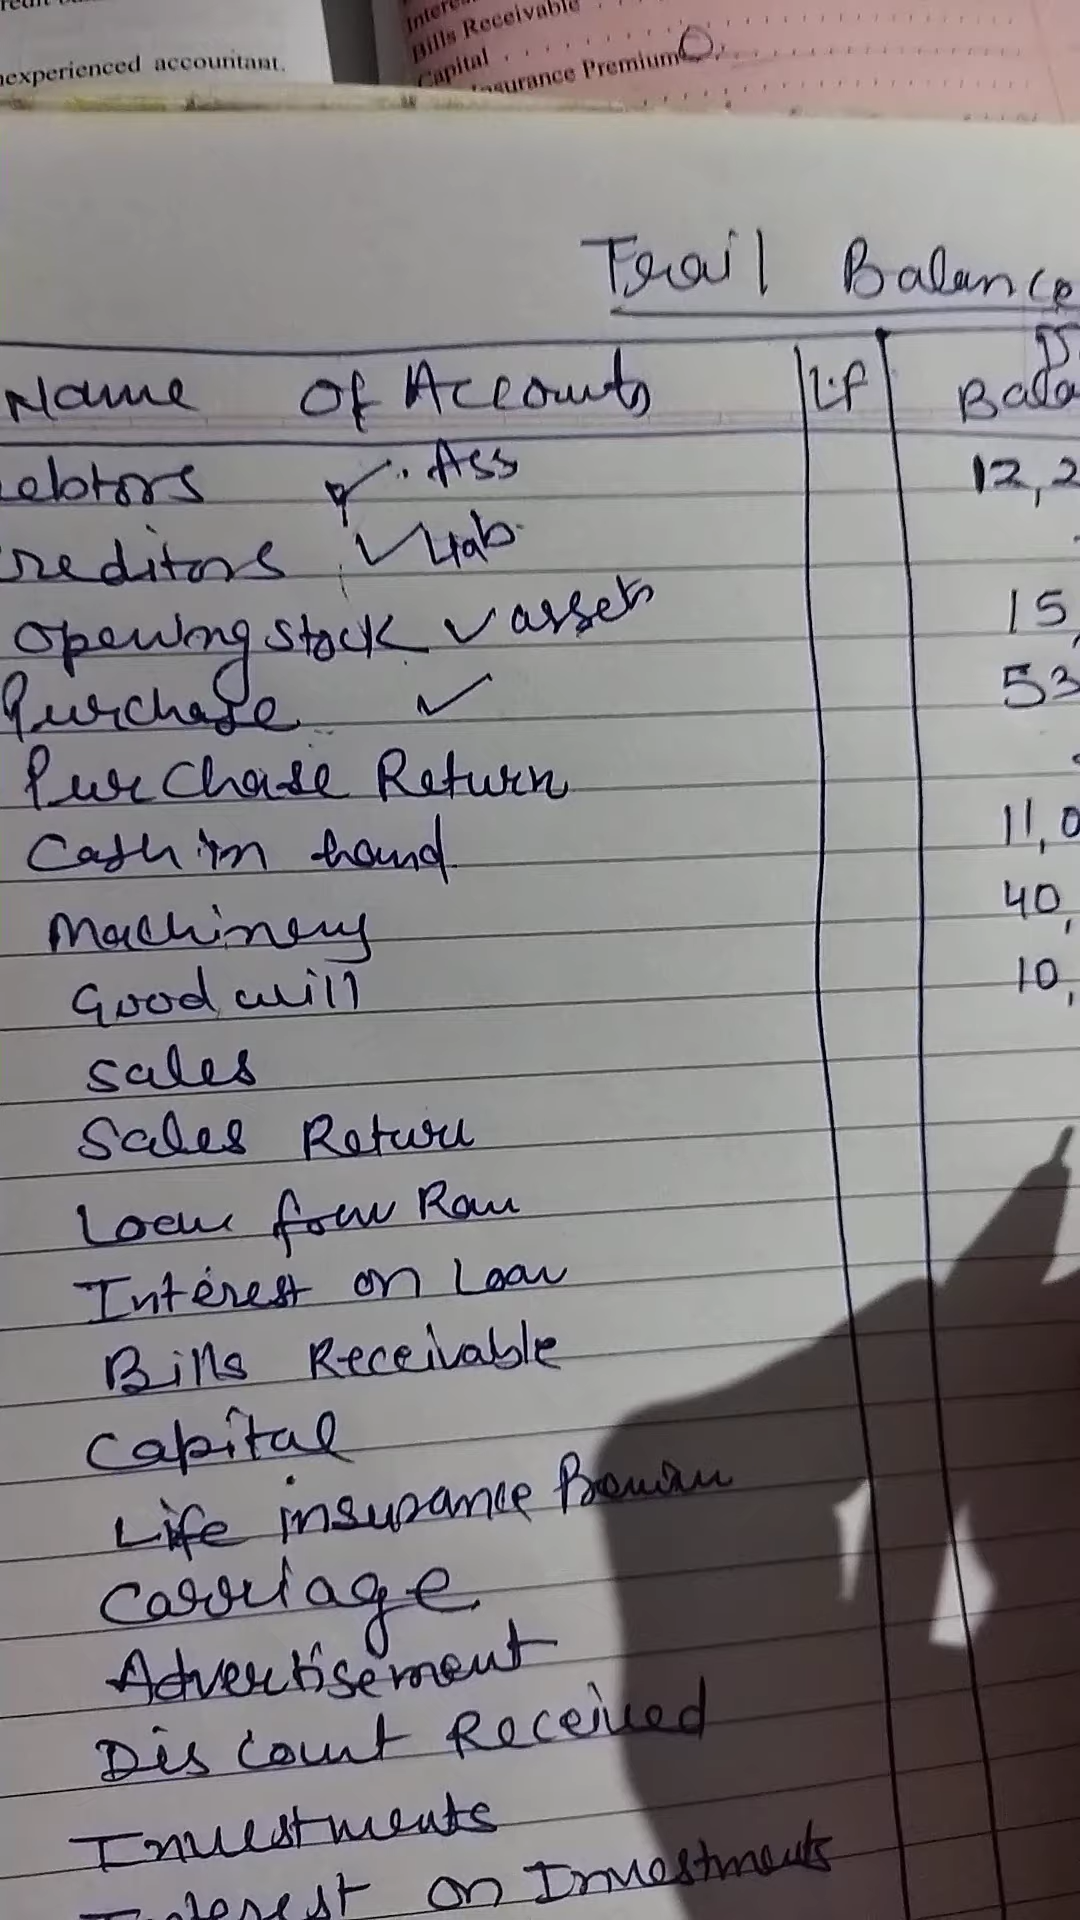 nexperienced accountant.
Bills Receivable
Capital
Insurance Premium
Trail Balance
Name Of Accounts L.F Bala
ebtors Ass 12,2
reditors Liab.
Opening stock assets 15,
Purchase 53
Purchase Return
Cash in hand 11,0
Machinery 40,
Good will 10,
Sales
Sales Return
Loan from Ram
Interest on Loan
Bills Receivable
Capital
Life insurance
Carriage
Advertisement
Discount Received
Investments
Interest on Investments